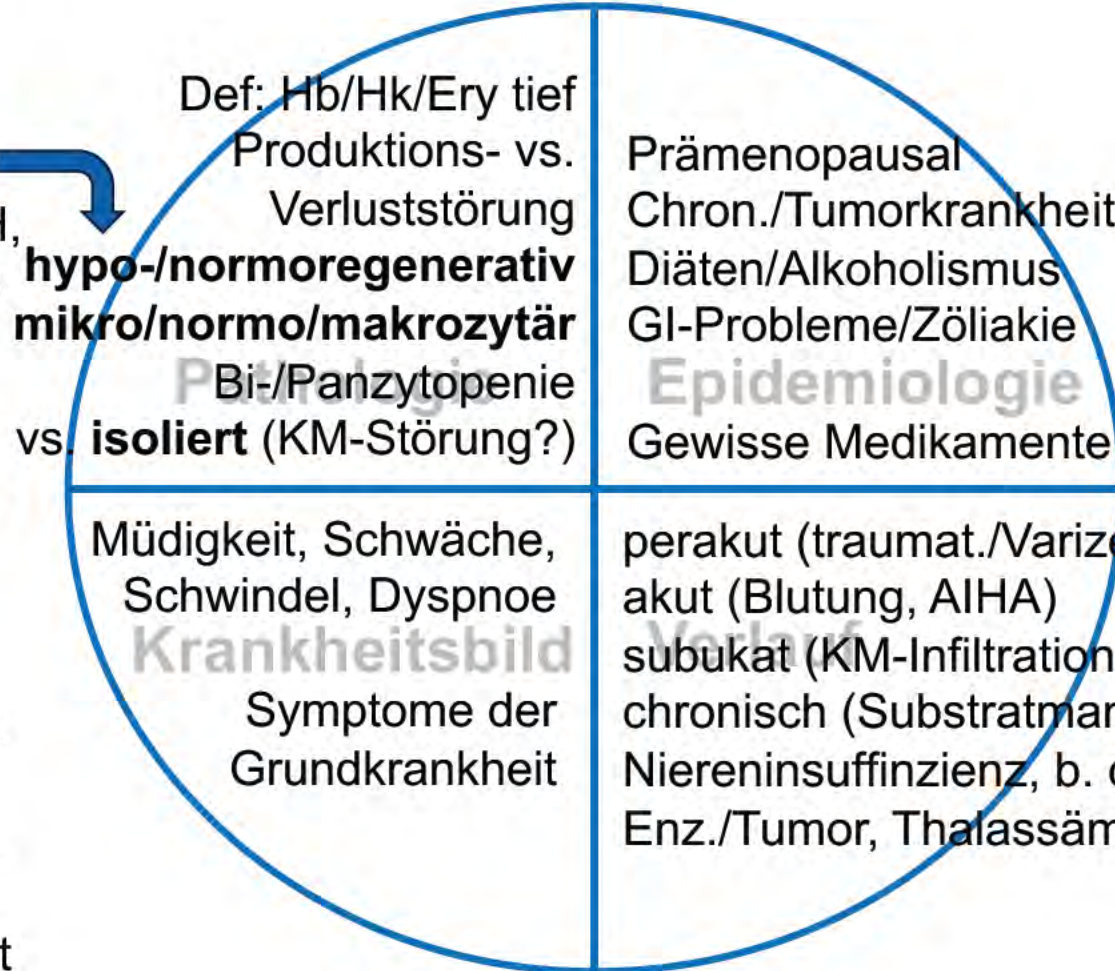 Def: Hb/Hk/Ery tief
Produktions- vs.
Verluststörung
hypo-/normoregenerativ
mikro/normo/makrozytär
Pathologie
Bi-/Panzytopenie
vs. isoliert (KM-Störung?)
Prämenopausal
Chron./Tumorkrankheit
Diäten/Alkoholismus
GI-Probleme/Zöliakie
Epidemiologie
Gewisse Medikamente
Müdigkeit, Schwäche,
Schwindel, Dyspnoe
Krankheitsbild
Symptome der
Grundkrankheit
perakut (traumat./Varize
akut (Blutung, AIHA)
Verlauf
subukat (KM-Infiltration
chronisch (Substratmar
Niereninsuffinzienz, b. c
Enz./Tumor, Thalassäm
t